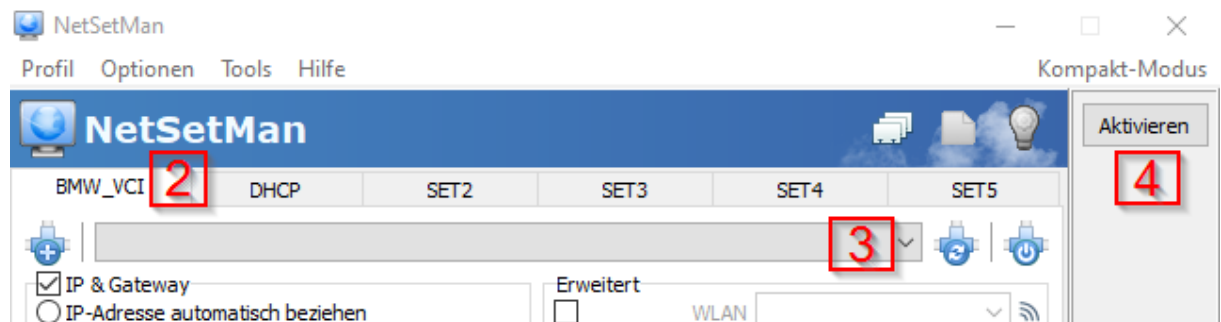 NetSetMan
Profil Optionen Tools Hilfe Kompakt-Modus
NetSetMan Aktivieren
BMW_VCI 2 DHCP SET2 SET3 SET4 SET5 4
3
IP & Gateway Erweitert
IP-Adresse automatisch beziehen WLAN